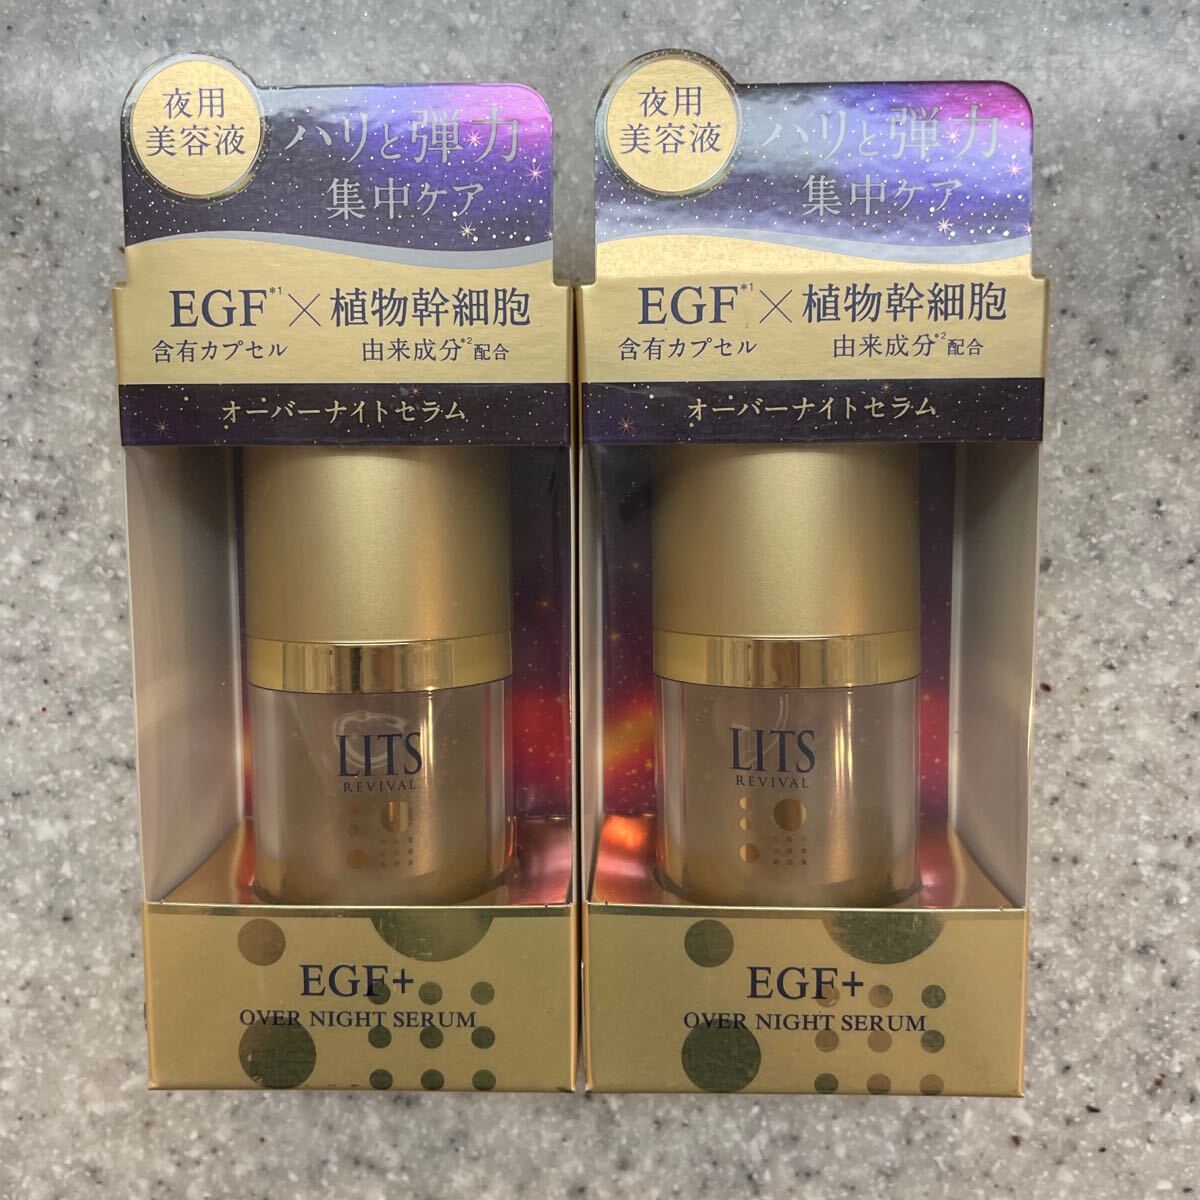 夜用
美容液
ハリと弾力
集中ケア
EGF*1×植物幹細胞
含有カプセル 由来成分*2配合
オーバーナイトセラム
LITS
REVIVAL
EGF+
OVER NIGHT SERUM
夜用
美容液
ハリと弾力
集中ケア
EGF*1×植物幹細胞
含有カプセル 由来成分*2配合
オーバーナイトセラム
LITS
REVIVAL
EGF+
OVER NIGHT SERUM